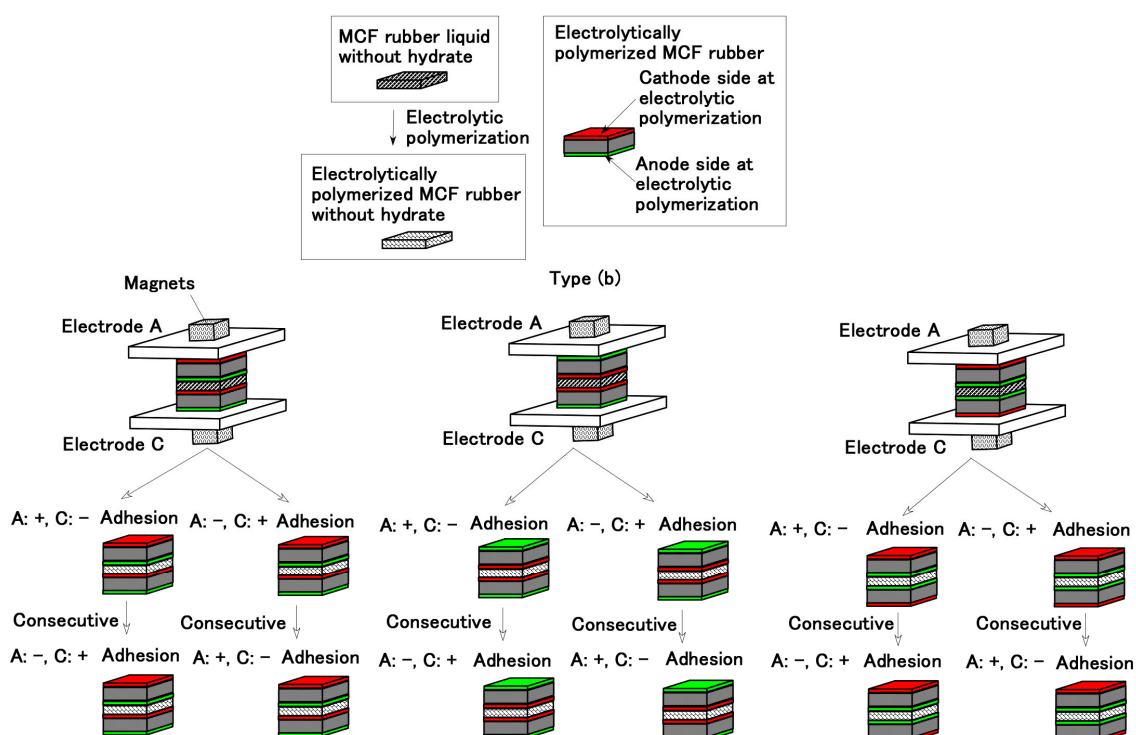 MCF rubber liquid
without hydrate
Electrolytic
polymerization
Electrolytically
polymerized MCF rubber
without hydrate
Electrolytically
polymerized MCF rubber
Cathode side at
electrolytic
polymerization
Anode side at
electrolytic
polymerization
Type (b)
Magnets
Electrode A
Electrode C
Electrode A
Electrode C
Electrode A
Electrode C
A: +, C: − Adhesion
A: −, C: + Adhesion
A: +, C: − Adhesion
A: −, C: + Adhesion
A: +, C: − Adhesion
A: −, C: + Adhesion
Consecutive
Consecutive
Consecutive
Consecutive
Consecutive
Consecutive
A: −, C: + Adhesion
A: +, C: − Adhesion
A: −, C: + Adhesion
A: +, C: − Adhesion
A: −, C: + Adhesion
A: +, C: − Adhesion